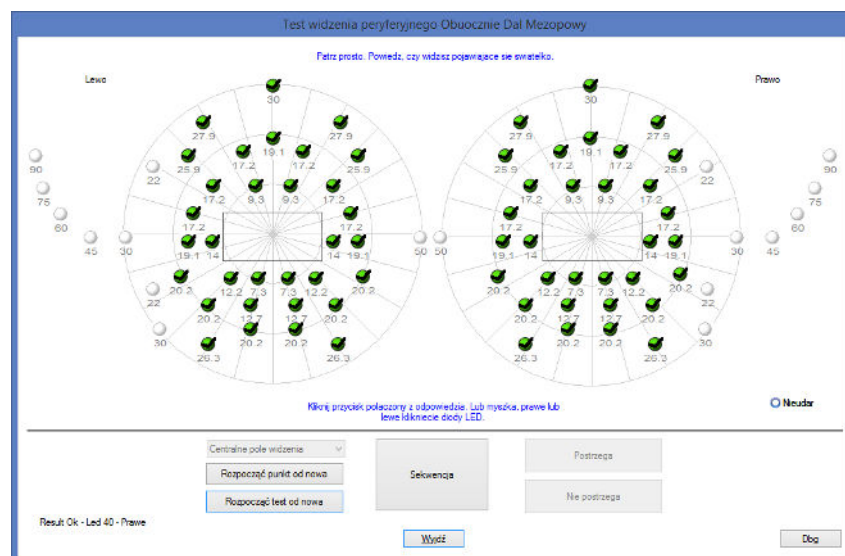 Test widzenia peryferyjnego Obuocznie Dal Mezopowy
Patrz prosto. Powiedz, czy widzisz pojawiajace sie swiatelko.
Lewo
Prawo
30 30
27.9 27.9 27.9 27.9
19.1 19.1
90 25.9 17.2 17.2 25.9 25.9 17.2 17.2 25.9 90
22 22
75 17.2 9.3 9.3 17.2 17.2 9.3 9.3 17.2 75
60 17.2 17.2 17.2 17.2 60
45 30 19.1 14 14 19.1 50 50 19.1 14 14 19.1 30 45
20.2 12.2 7.3 7.3 12.2 20.2 20.2 12.2 7.3 7.3 12.2 20.2
22 22
20.2 12.7 12.7 20.2 20.2 12.7 12.7 20.2
30 20.2 20.2 20.2 20.2 30
26.3 26.3 26.3 26.3
Kliknij przycisk polaczony z odpowiedzia. Lub myszka, prawe lub
lewe klikniecie diody LED.
Nieudar
Centralne pole widzenia
Rozpocząć punkt od nowa
Rozpocząć test od nowa
Sekwencja
Postrzega
Nie postrzega
Result Ok - Led 40 - Prawe
Wyjdź
Dbg